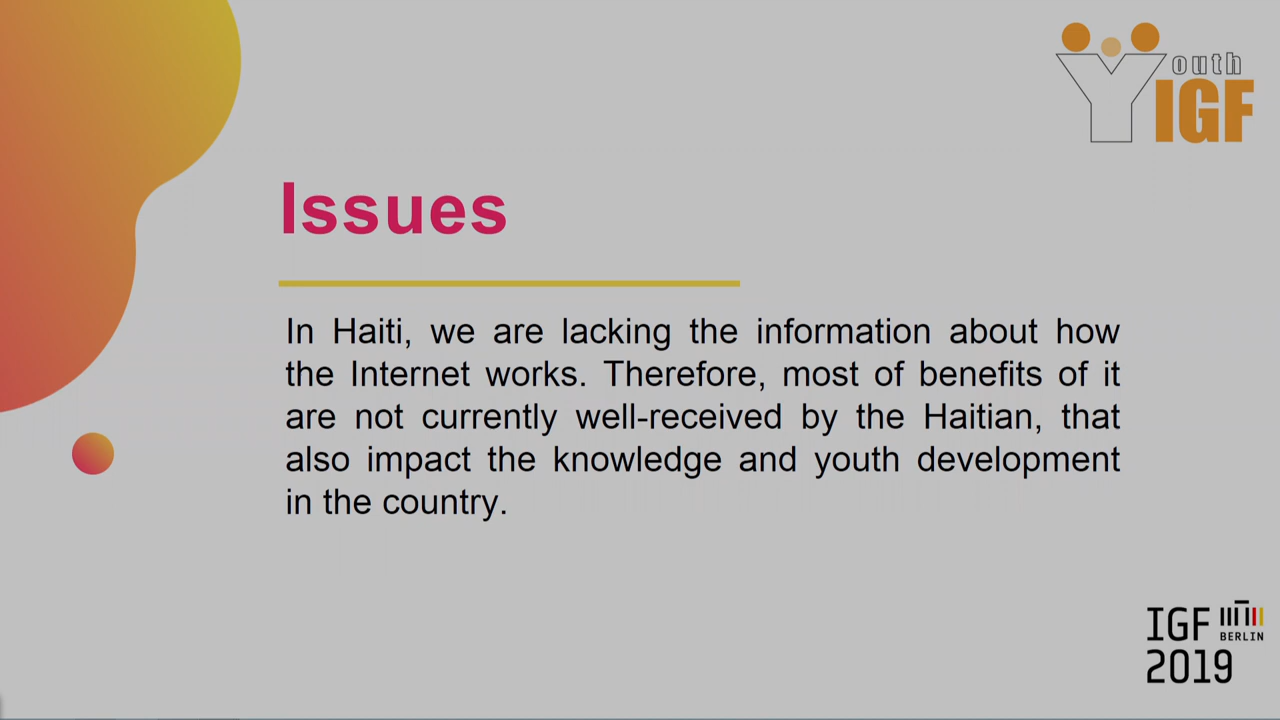 Youth
IGF
Issues
In Haiti, we are lacking the information about how
the Internet works. Therefore, most of benefits of it
are not currently well-received by the Haitian, that
also impact the knowledge and youth development
in the country.
IGF BERLIN
2019